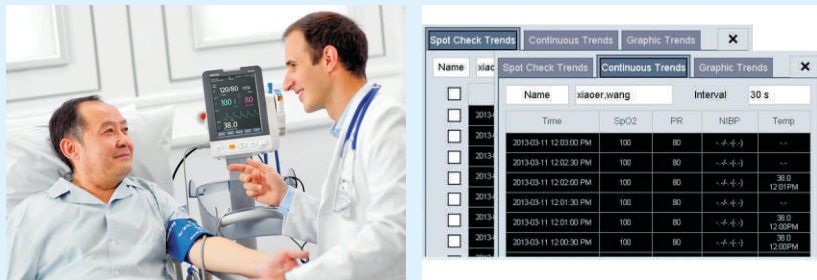 120/80
100
80
38.0
Spot Check Trends Continuous Trends Graphic Trends X
Name xiao
Spot Check Trends Continuous Trends Graphic Trends X
Name xiaoer,wang Interval 30 s
Time SpO2 PR NIBP Temp
2013-03-11 12:03:00 PM 100 80 -.-/-.-(-.-) -.-
2013-03-11 12:02:30 PM 100 80 -.-/-.-(-.-) -.-
2013-03-11 12:02:00 PM 100 80 -.-/-.-(-.-) 38.0
12:01PM
2013-03-11 12:01:30 PM 100 80 -.-/-.-(-.-) -.-
2013-03-11 12:01:00 PM 100 80 -.-/-.-(-.-) 38.0
12:00PM
2013-03-11 12:00:30 PM 100 80 -.-/-.-(-.-) 38.0
12:00PM